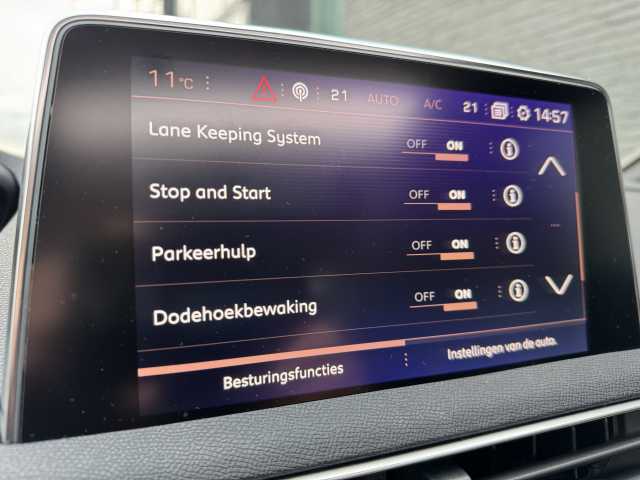 11°C 21 AUTO A/C 21 14:57
Lane Keeping System OFF ON
Stop and Start OFF ON
Parkeerhulp OFF ON
Dodehoekbewaking OFF ON
Besturingsfuncties Instellingen van de auto.